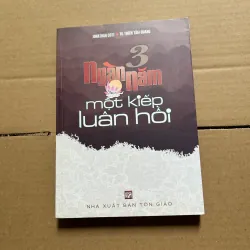 3
Ngàn năm
một kiếp
luân hồi
NHÀ XUẤT BẢN TÔN GIÁO